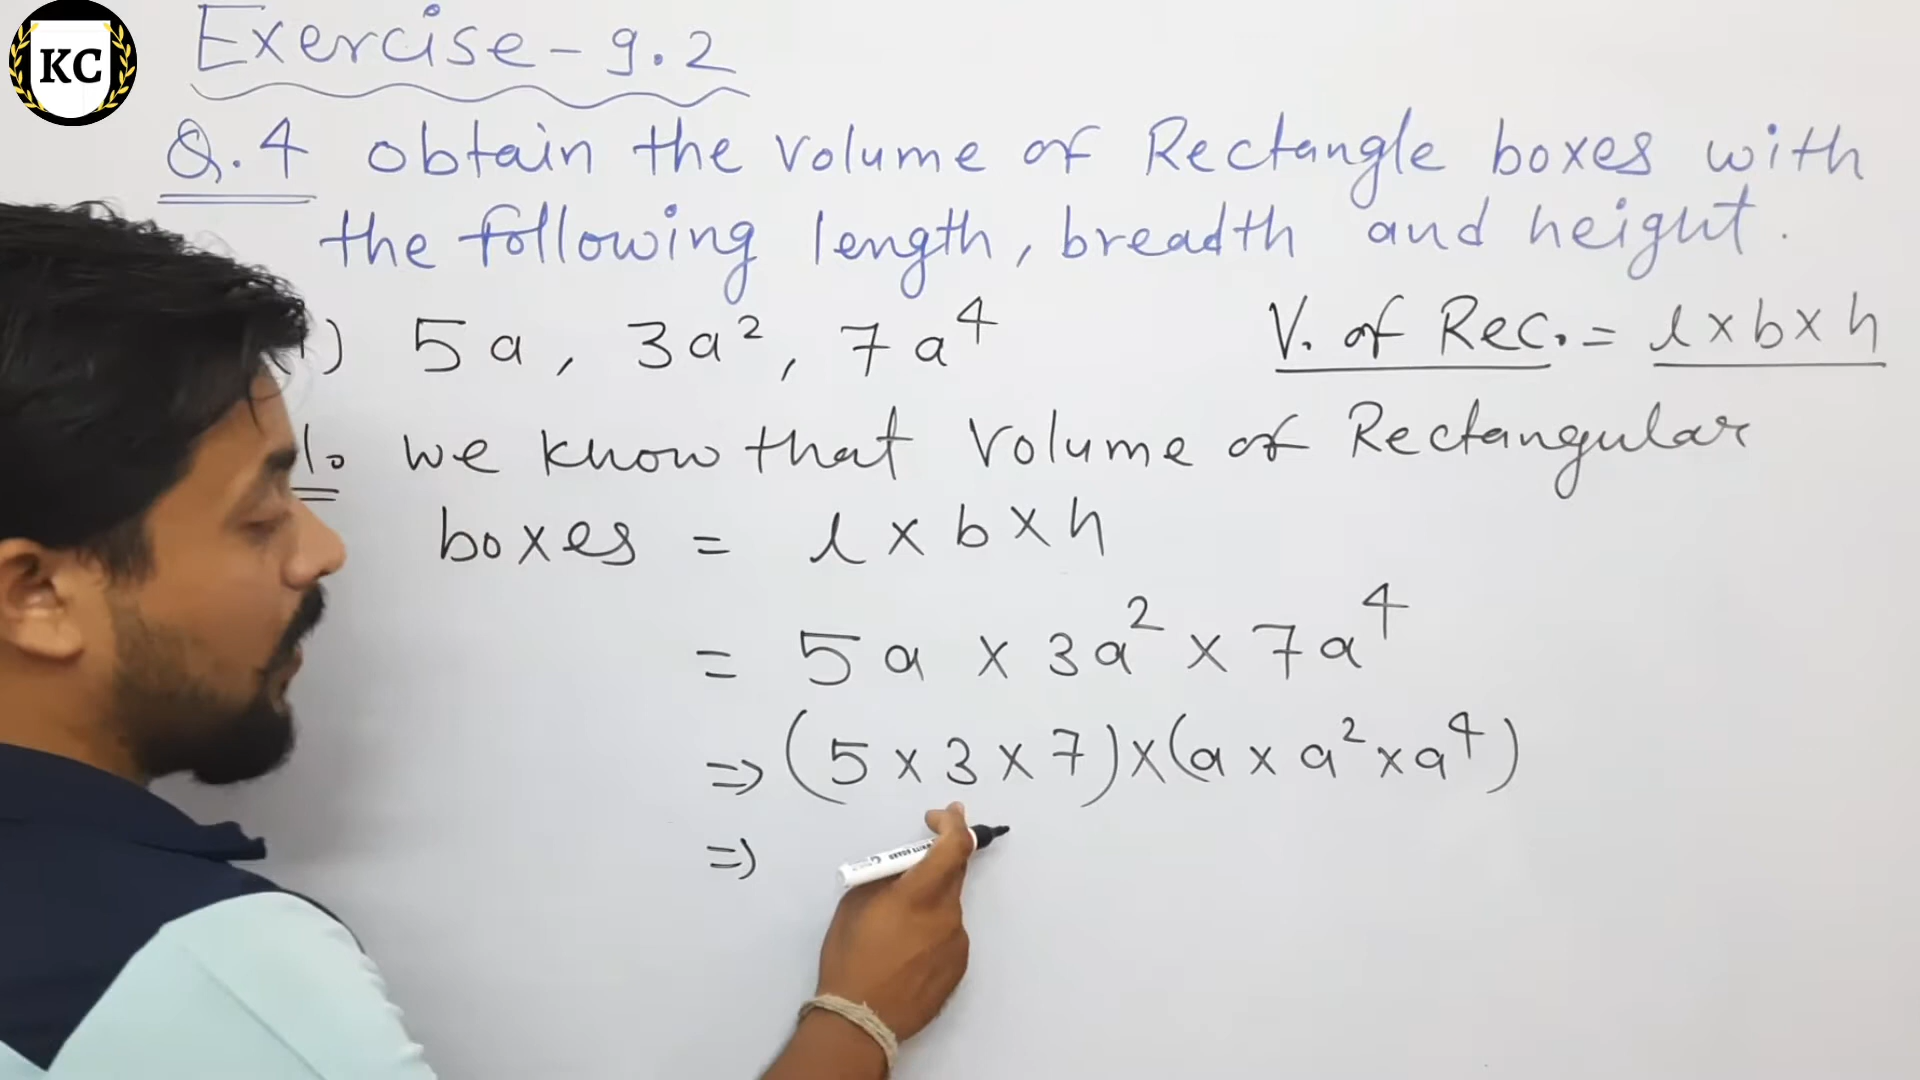 KC
Exercise-9.2
Q.4 obtain the volume of Rectangle boxes with
the following length, breadth and height.
) 5a, 3a², 7a⁴
V. of Rec. = l×b×h
we know that Volume of Rectangular
boxes = l×b×h
= 5a × 3a² × 7a⁴
⇒ (5×3×7)×(a×a²×a⁴)
⇒